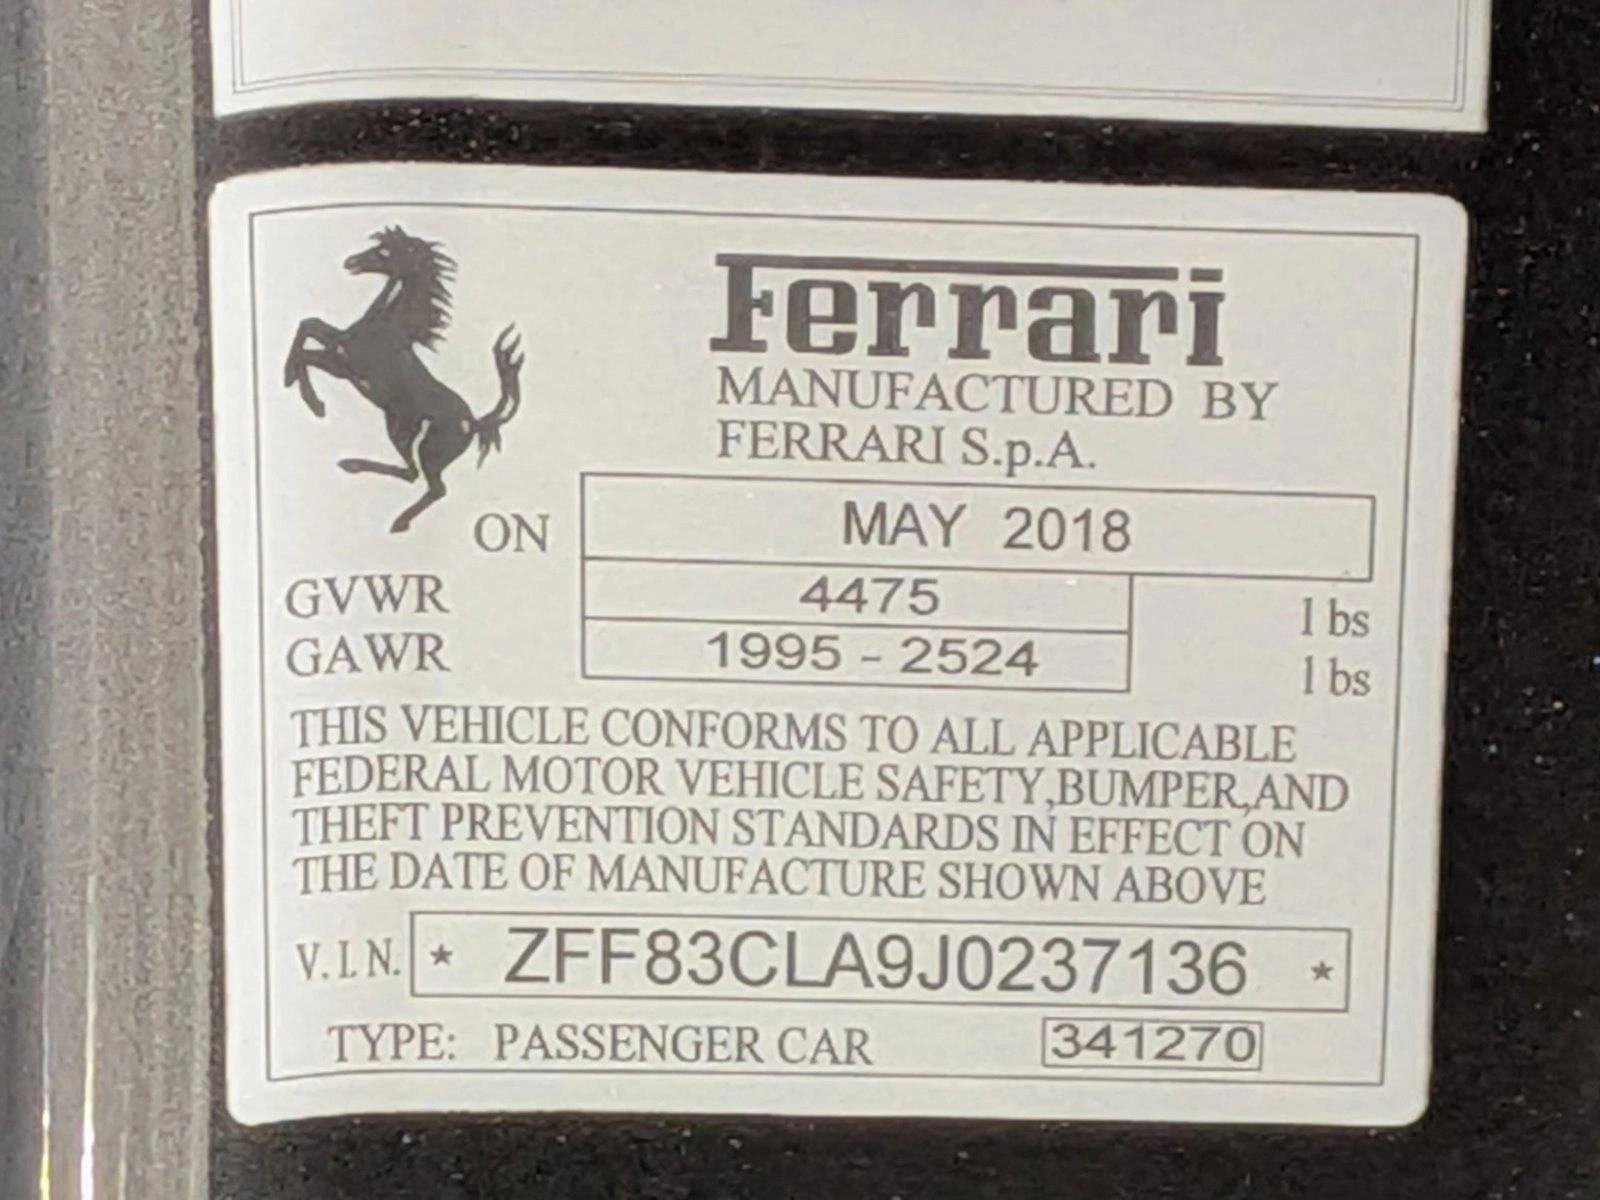 Ferrari
MANUFACTURED BY
FERRARI S.p.A.
ON MAY 2018
GVWR 4475 lbs
GAWR 1995 - 2524 lbs
THIS VEHICLE CONFORMS TO ALL APPLICABLE
FEDERAL MOTOR VEHICLE SAFETY,BUMPER,AND
THEFT PREVENTION STANDARDS IN EFFECT ON
THE DATE OF MANUFACTURE SHOWN ABOVE
V.I.N. * ZFF83CLA9J0237136 *
TYPE: PASSENGER CAR 341270